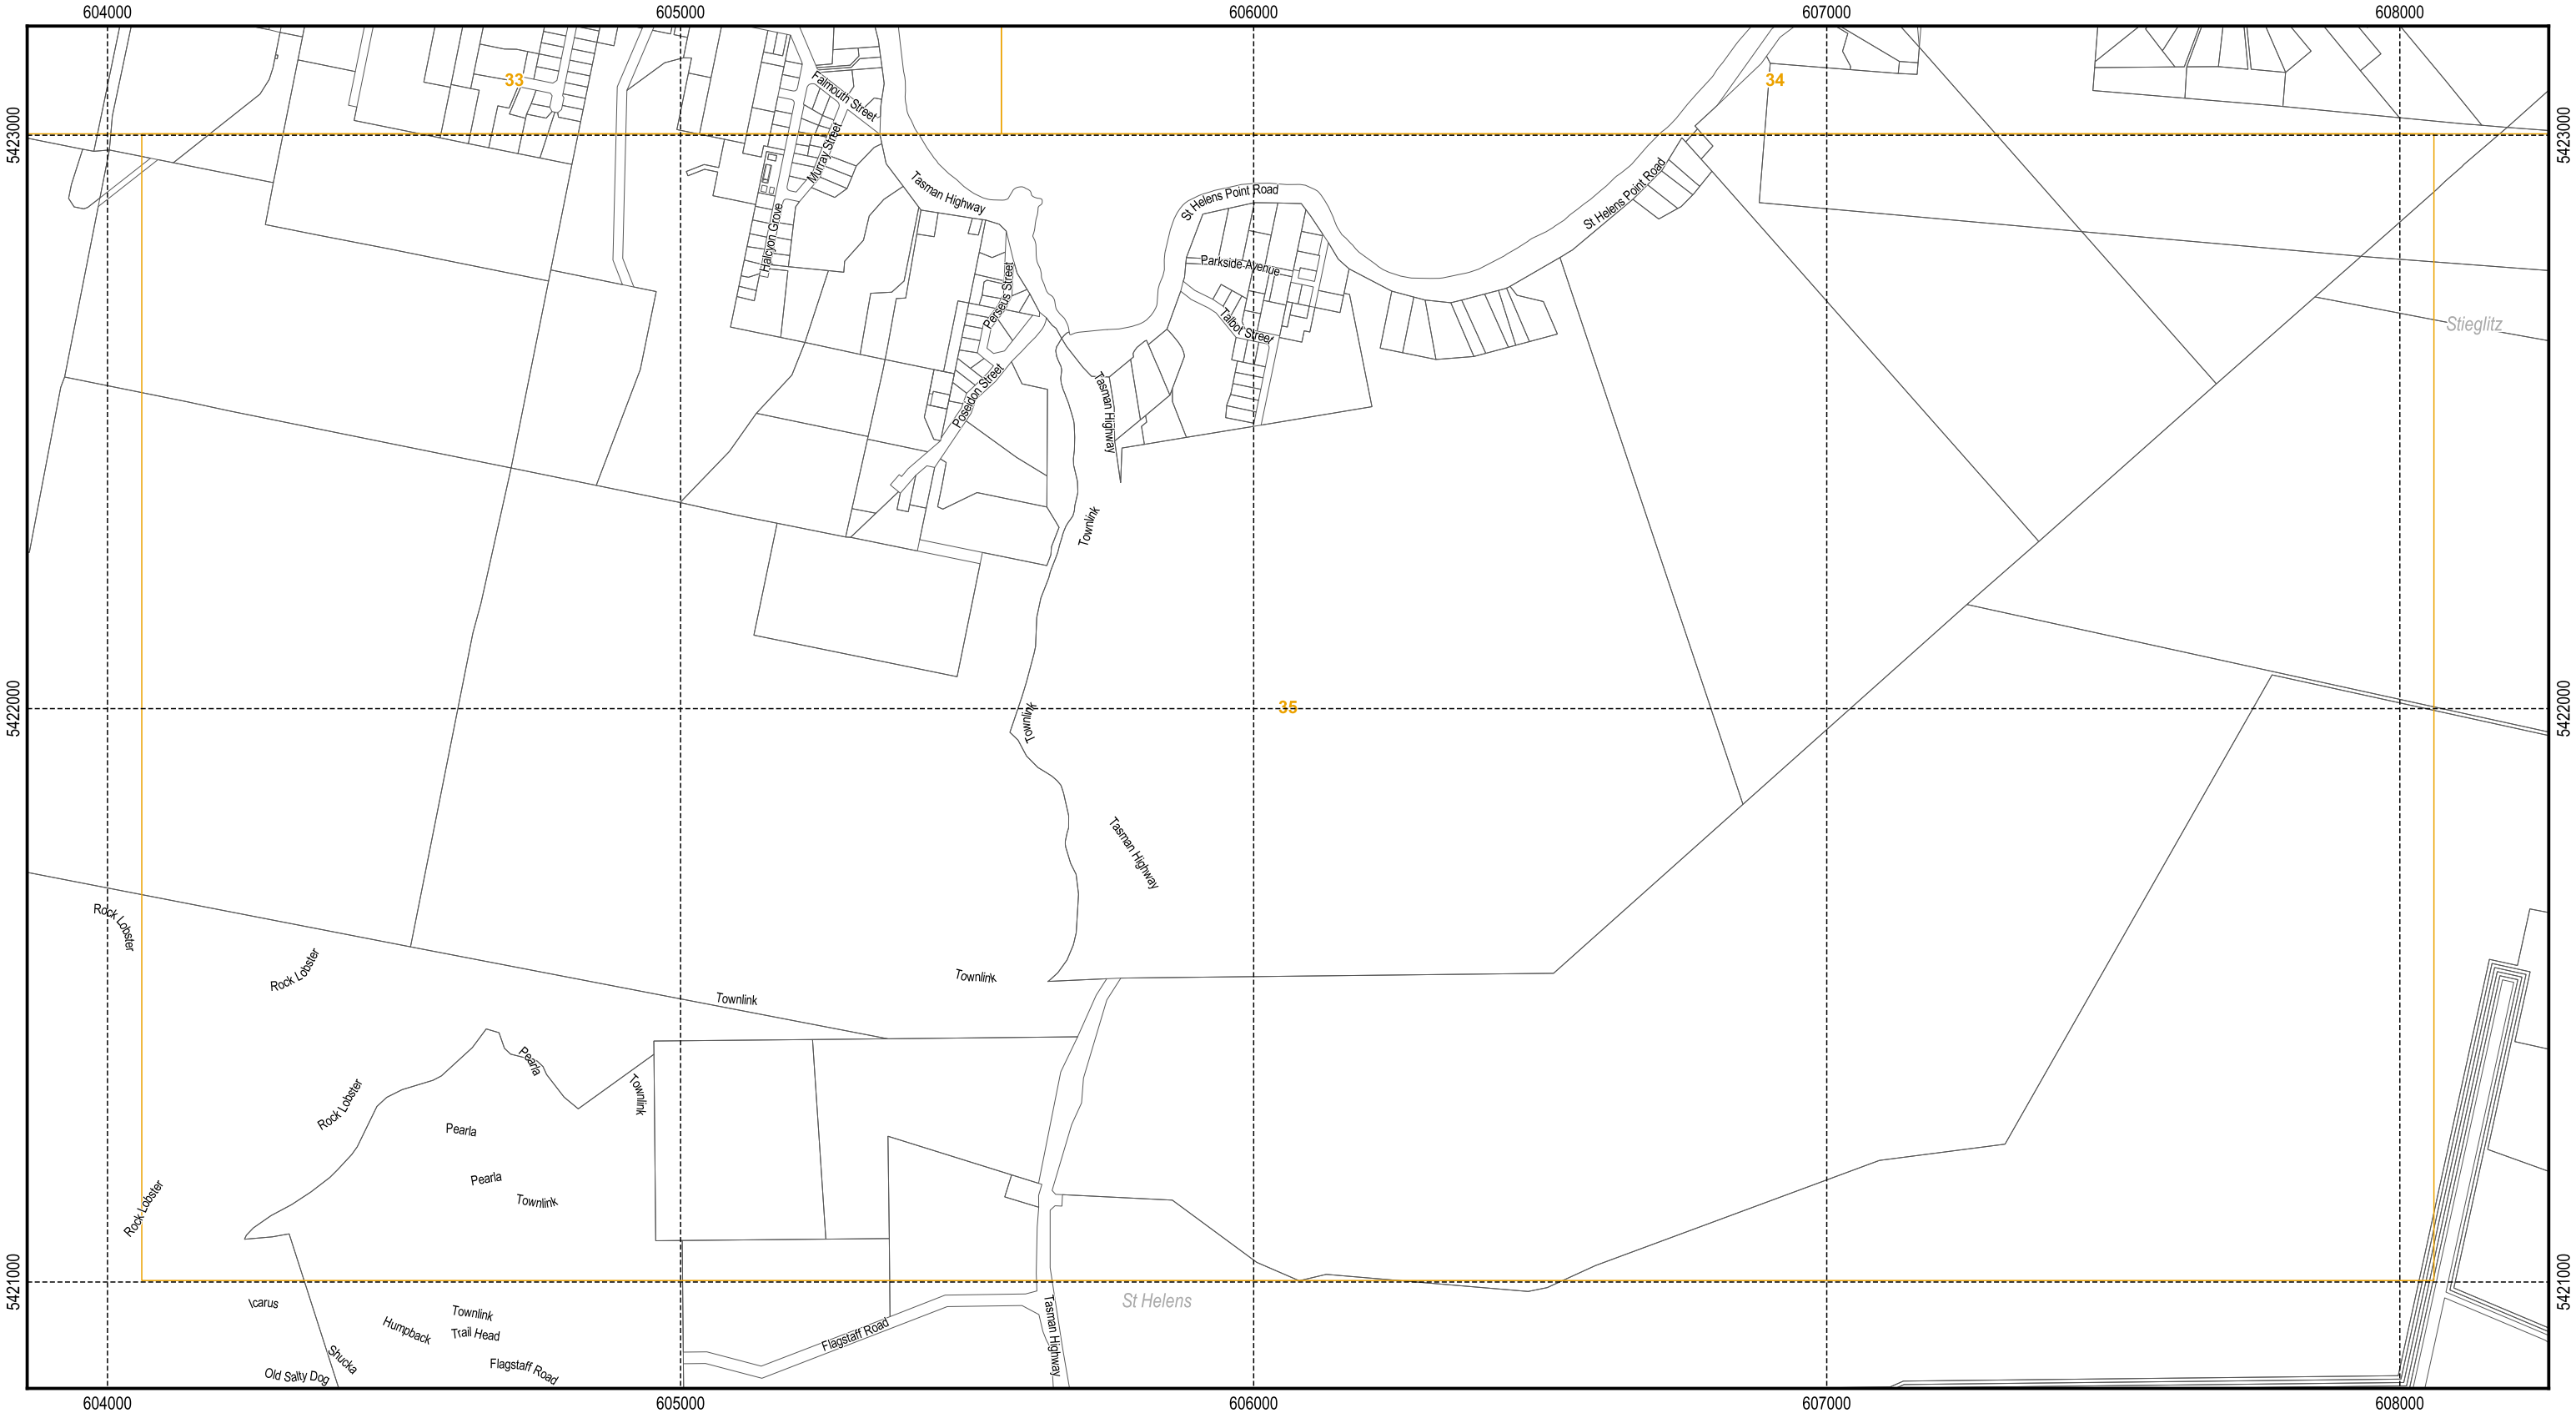 604000 605000 606000 607000 608000
33
34
Falmouth Street
5423000
5423000
Murray Street
Tasman Highway
St Helens Point Road
St Helens Point Road
Halcyon Grove
Parkside Avenue
Perseus Street
Talbot Street
Stieglitz
Poseidon Street
Tasman Highway
Townlink
5422000
Townlink
35
5422000
Tasman Highway
Rock Lobster
Rock Lobster
Townlink
Townlink
Pearla
Townlink
Rock Lobster
Pearla
Pearla
Townlink
Rock Lobster
5421000
5421000
Icarus
Townlink
Humpback
Trail Head
St Helens
Flagstaff Road
Tasman Highway
Shucka
Flagstaff Road
Old Salty Dog
604000 605000 606000 607000 608000